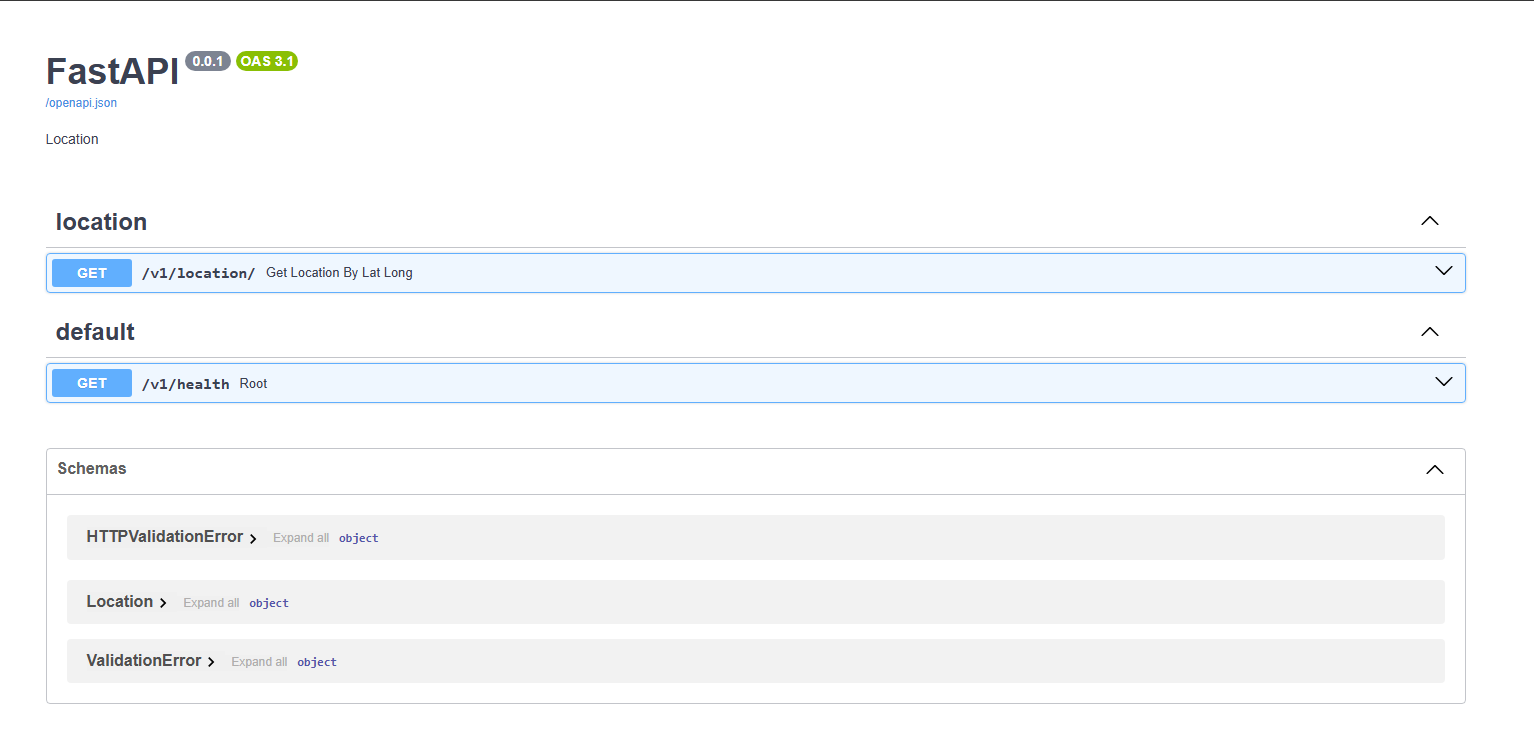 FastAPI 0.0.1 OAS 3.1
/openapi.json
Location
location
GET /v1/location/ Get Location By Lat Long
default
GET /v1/health Root
Schemas
HTTPValidationError Expand all object
Location Expand all object
ValidationError Expand all object